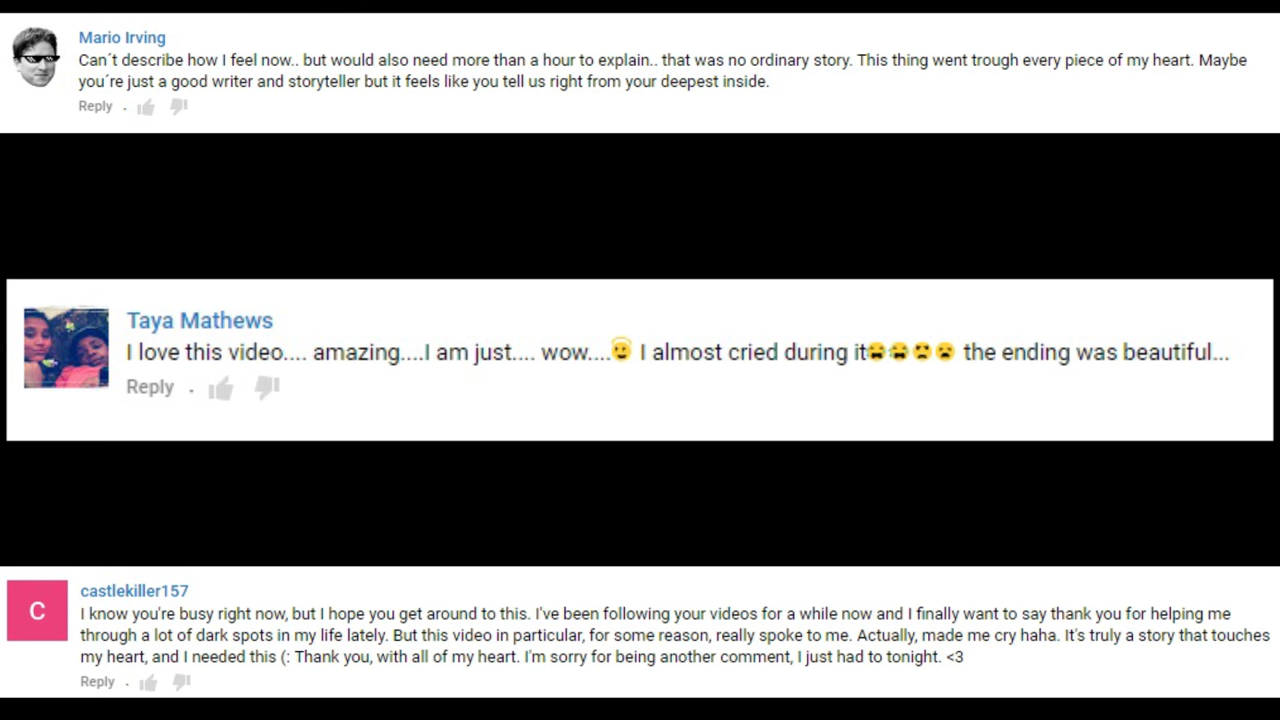 Mario Irving
Can´t describe how I feel now.. but would also need more than a hour to explain.. that was no ordinary story. This thing went trough every piece of my heart. Maybe
you´re just a good writer and storyteller but it feels like you tell us right from your deepest inside.
Reply .
Taya Mathews
I love this video.... amazing....I am just.... wow....😇 I almost cried during it😭😭😢😢 the ending was beautiful...
Reply .
C
castlekiller157
I know you're busy right now, but I hope you get around to this. I've been following your videos for a while now and I finally want to say thank you for helping me
through a lot of dark spots in my life lately. But this video in particular, for some reason, really spoke to me. Actually, made me cry haha. It's truly a story that touches
my heart, and I needed this (: Thank you, with all of my heart. I'm sorry for being another comment, I just had to tonight. <3
Reply .